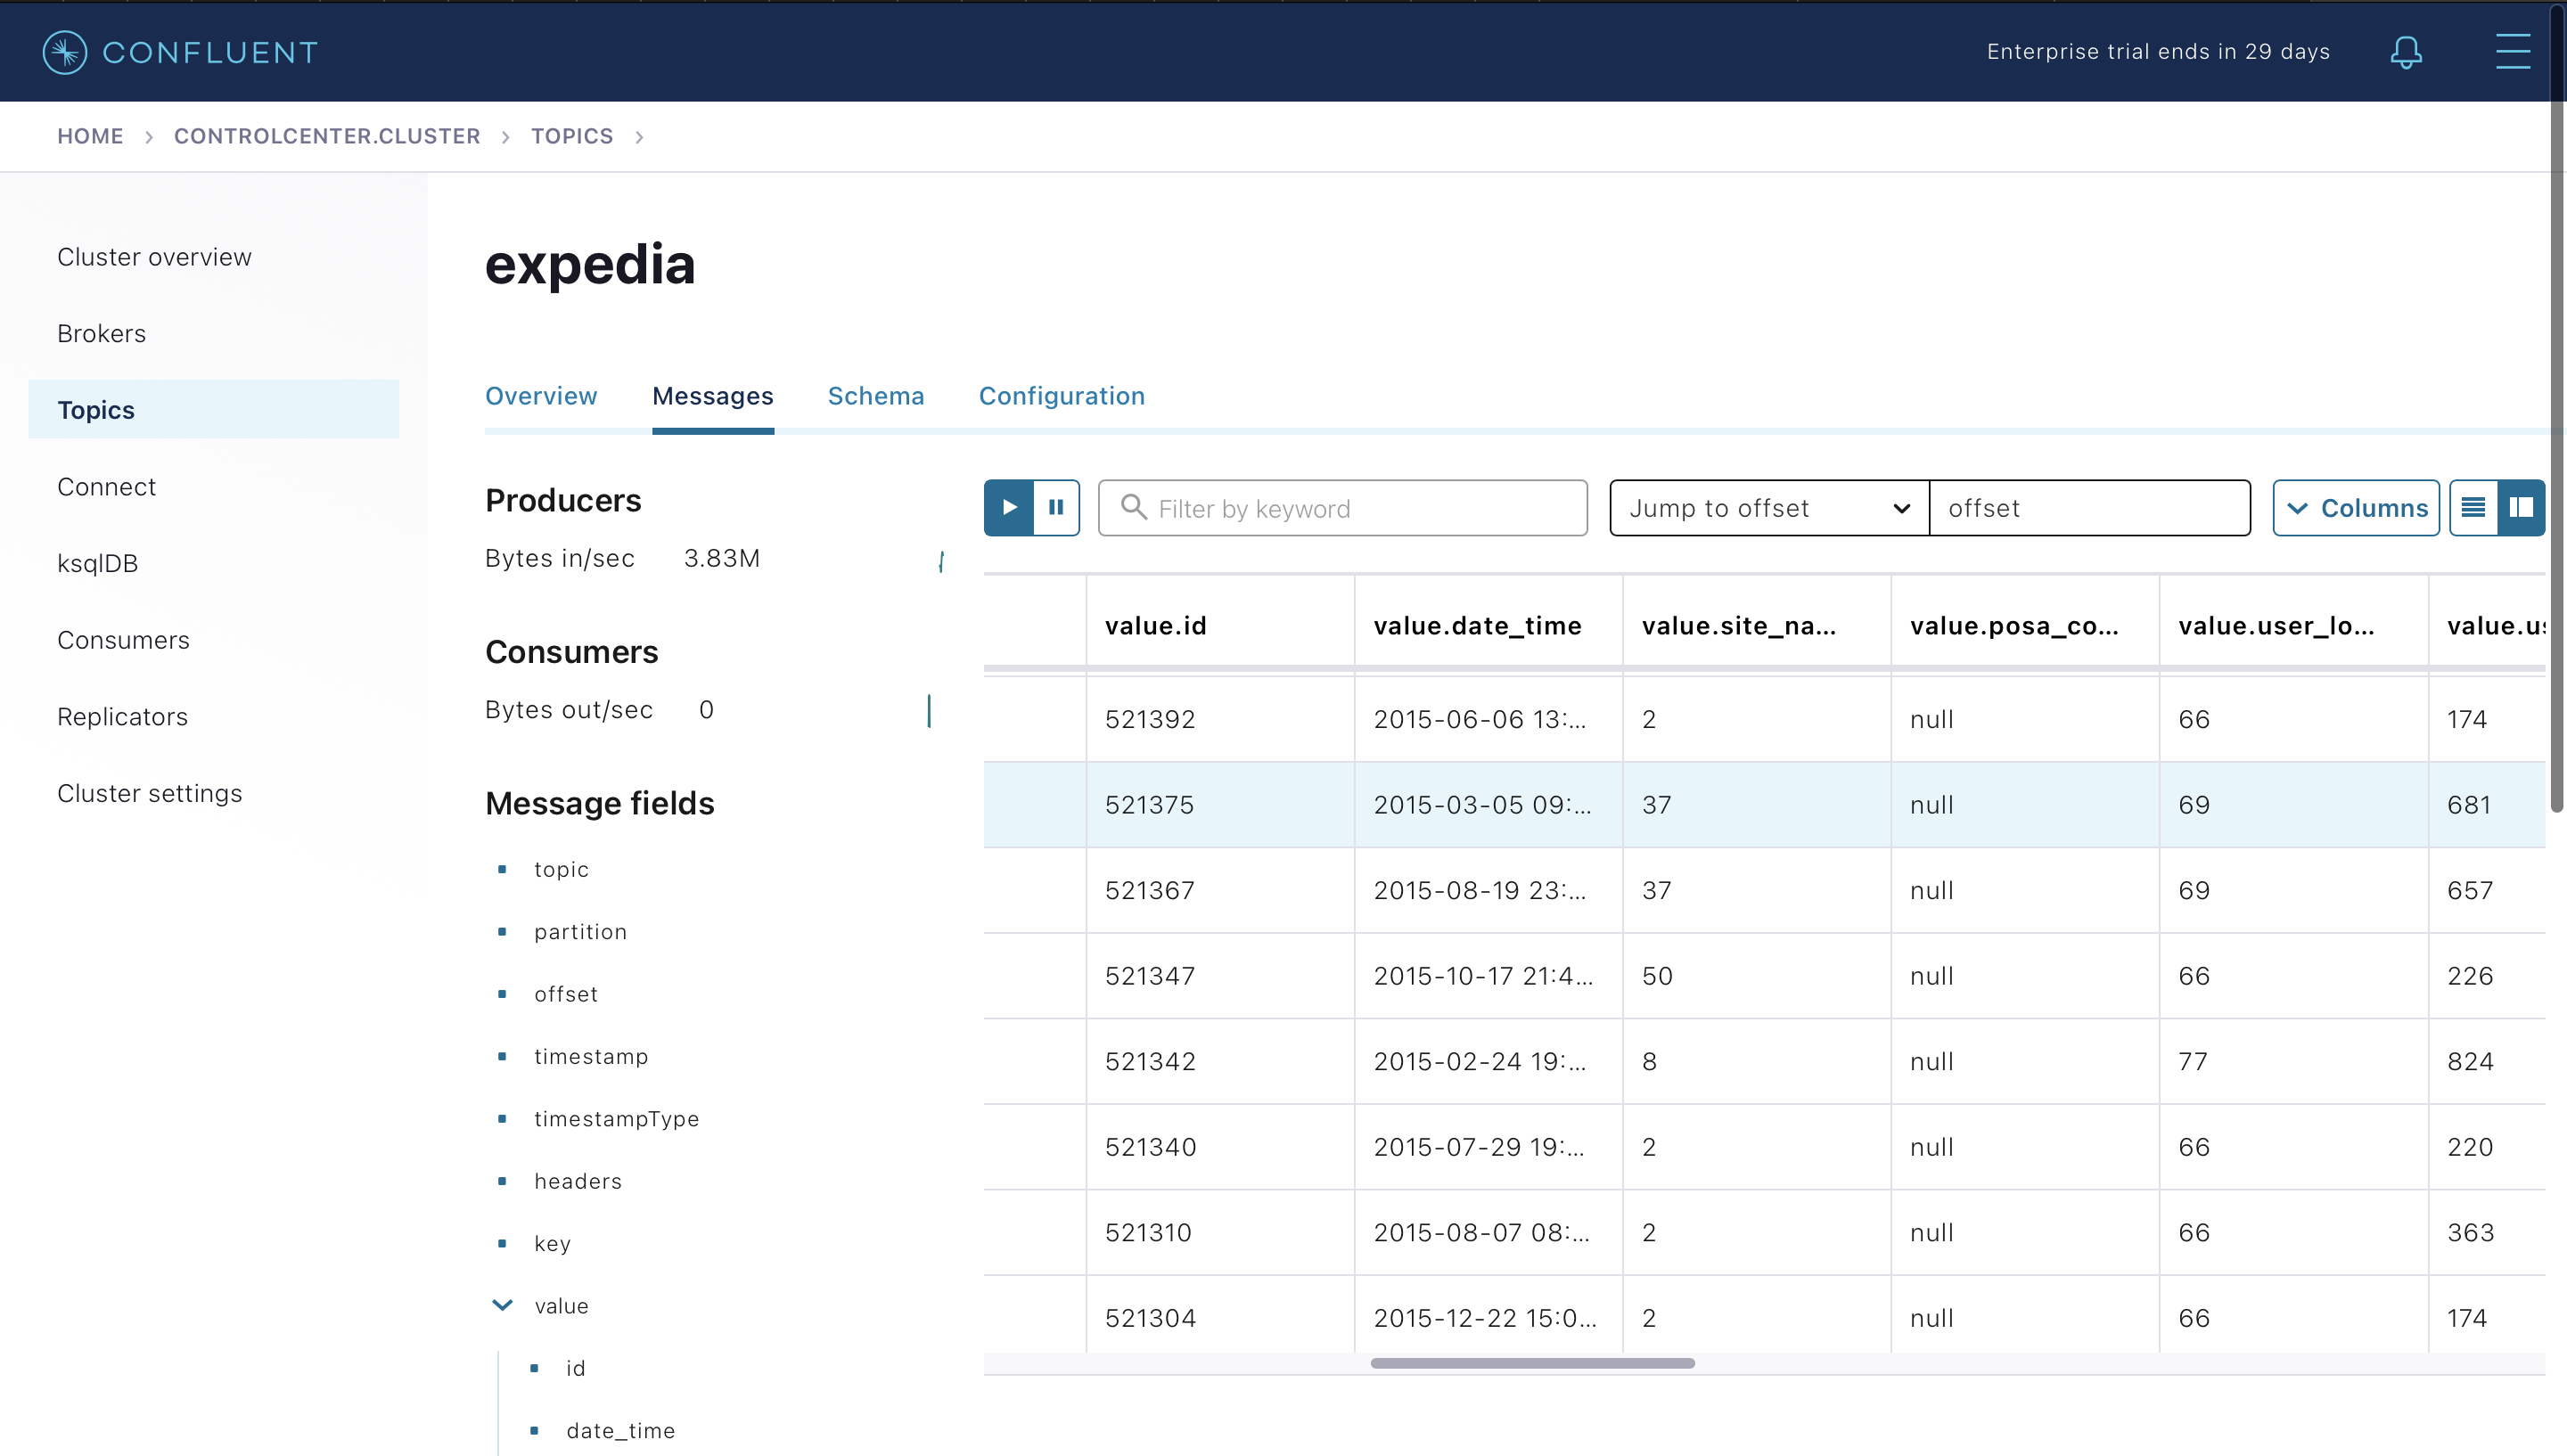 CONFLUENT
Enterprise trial ends in 29 days
HOME > CONTROLCENTER.CLUSTER > TOPICS >
Cluster overview
Brokers
Topics
Connect
ksqlDB
Consumers
Replicators
Cluster settings
expedia
Overview Messages Schema Configuration
Producers
Bytes in/sec 3.83M
Consumers
Bytes out/sec 0
Message fields
topic
partition
offset
timestamp
timestampType
headers
key
value
id
date_time
Filter by keyword
Jump to offset
offset
Columns
value.id value.date_time value.site_na... value.posa_co... value.user_lo... value.us
521392 2015-06-06 13:... 2 null 66 174
521375 2015-03-05 09:... 37 null 69 681
521367 2015-08-19 23:... 37 null 69 657
521347 2015-10-17 21:4... 50 null 66 226
521342 2015-02-24 19:... 8 null 77 824
521340 2015-07-29 19:... 2 null 66 220
521310 2015-08-07 08:... 2 null 66 363
521304 2015-12-22 15:0... 2 null 66 174